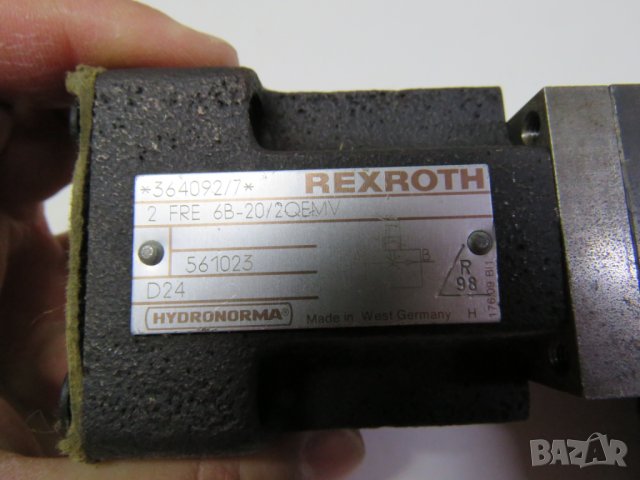 *364092/7* REXROTH
2 FRE 6B-20/2QEMV
561023
D24
B
R
98
HYDRONORMA®
Made in West Germany H
BAZAR